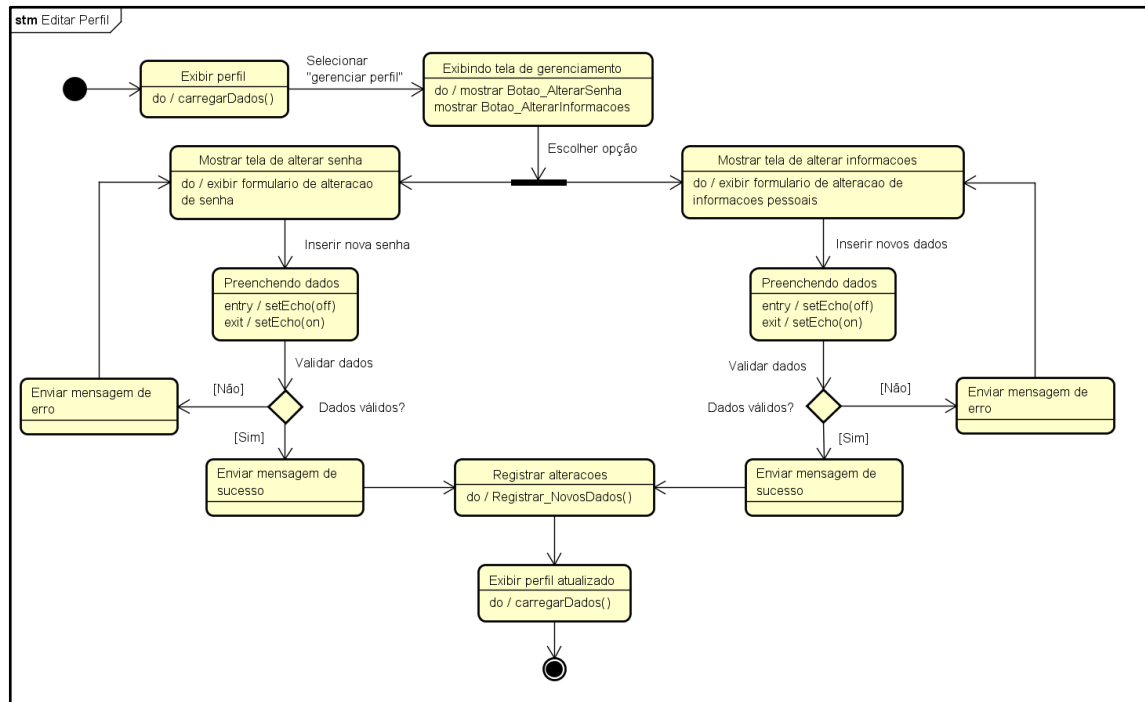 stm Editar Perfil
Exibir perfil
do / carregarDados()
Selecionar
"gerenciar perfil"
Exibindo tela de gerenciamento
do / mostrar Botao_AlterarSenha
mostrar Botao_AlterarInformacoes
Escolher opção
Mostrar tela de alterar senha
do / exibir formulario de alteracao
de senha
Mostrar tela de alterar informacoes
do / exibir formulário de alteracao de
informacoes pessoais
Inserir nova senha
Inserir novos dados
Preenchendo dados
entry / setEcho(off)
exit / setEcho(on)
Preenchendo dados
entry / setEcho(off)
exit / setEcho(on)
Validar dados
Validar dados
Enviar mensagem de
erro
[Não]
Dados válidos?
Dados válidos?
[Não]
Enviar mensagem de
erro
[Sim]
[Sim]
Enviar mensagem de
sucesso
Registrar alteracoes
do / Registrar_NovosDados()
Enviar mensagem de
sucesso
Exibir perfil atualizado
do / carregarDados()